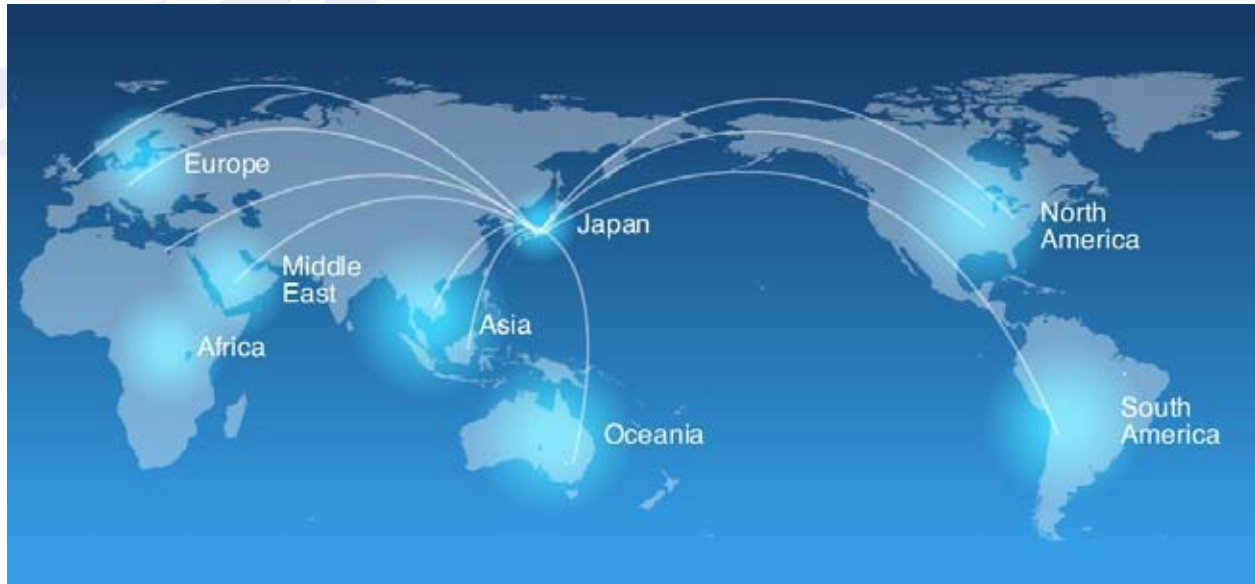 Europe
Japan
North
America
Middle
East
Asia
Africa
South
America
Oceania